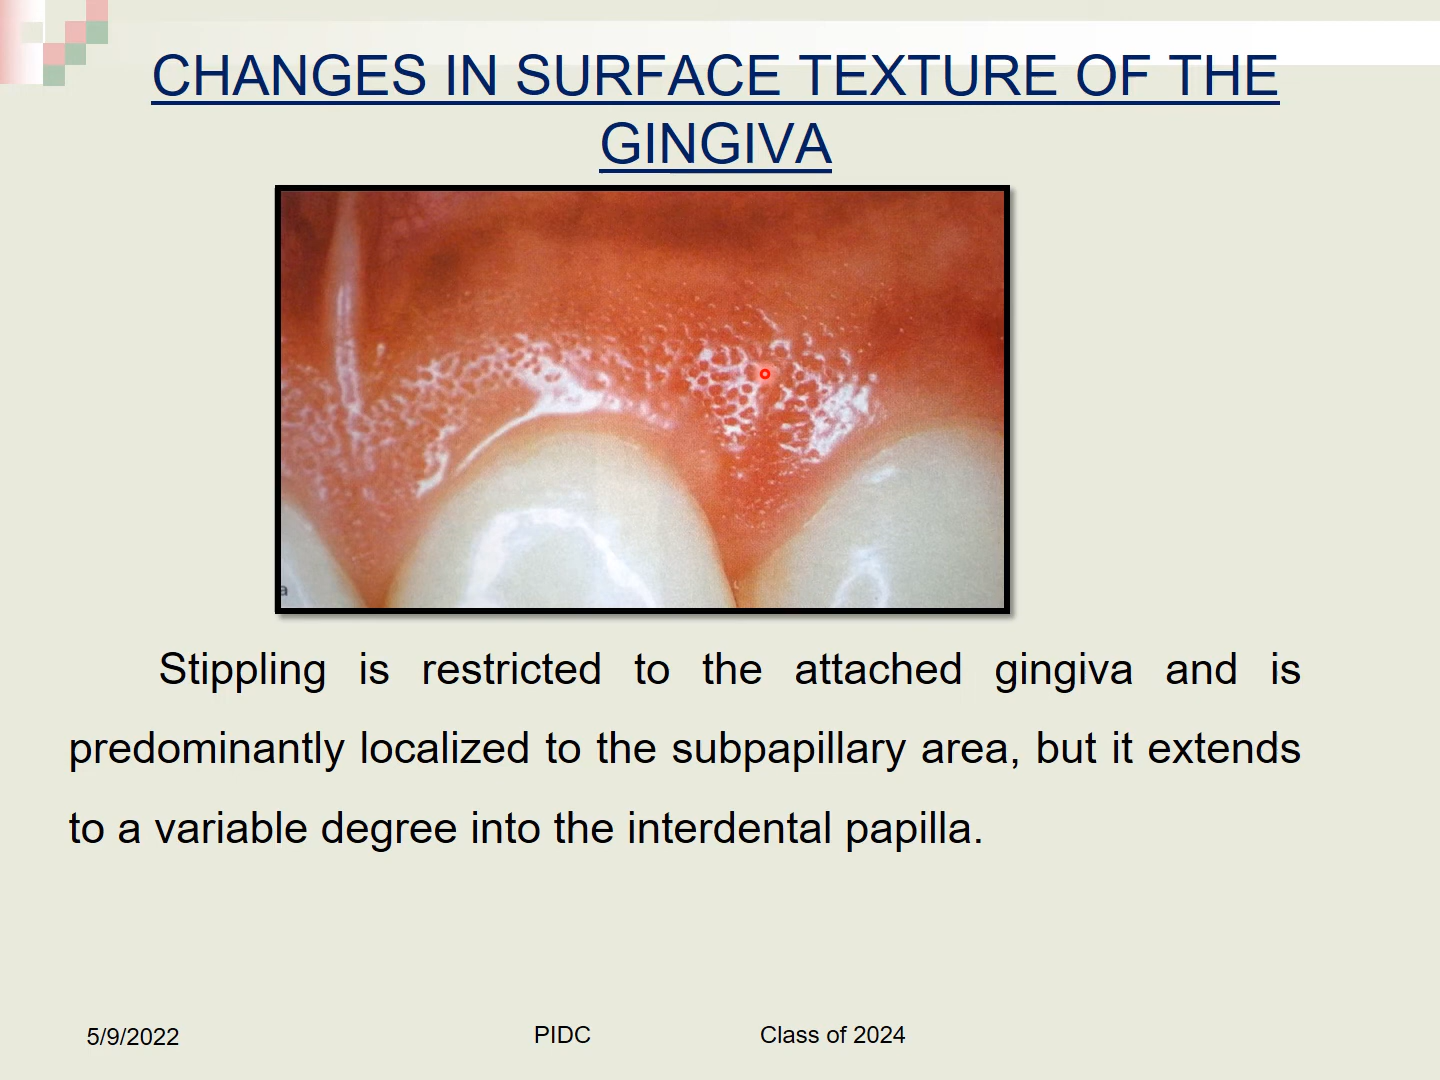 CHANGES IN SURFACE TEXTURE OF THE
GINGIVA
a
Stippling is restricted to the attached gingiva and is
predominantly localized to the subpapillary area, but it extends
to a variable degree into the interdental papilla.
5/9/2022 PIDC Class of 2024